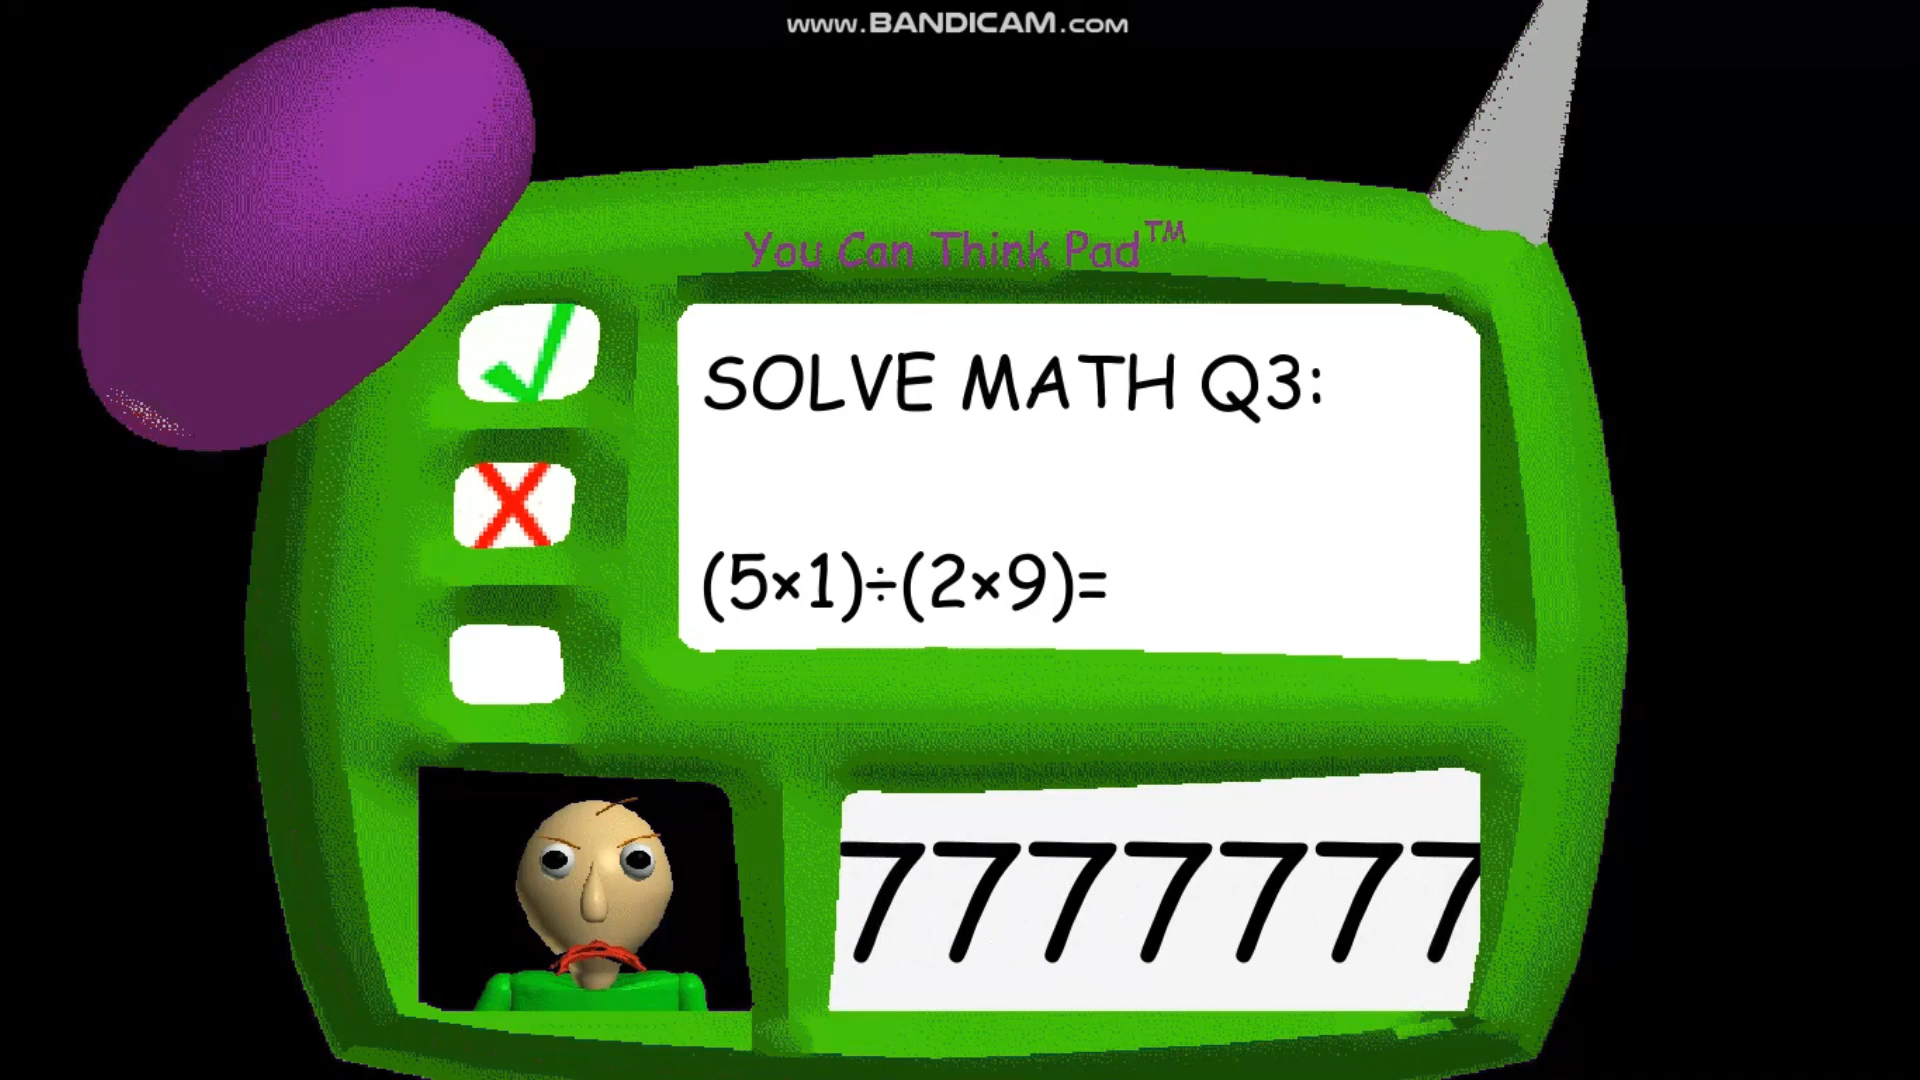 www.BANDICAM.com
You Can Think Pad™
SOLVE MATH Q3:
(5×1)÷(2×9)=
7777777